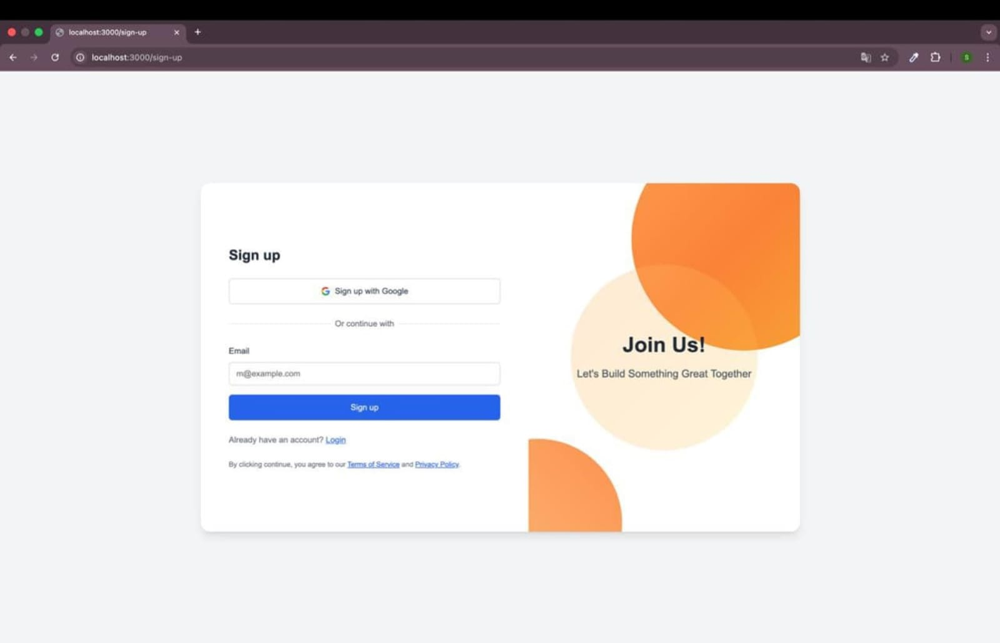 localhost:3000/sign-up
localhost:3000/sign-up
S
Sign up
Sign up with Google
Or continue with
Email
m@example.com
Sign up
Already have an account? Login
By clicking continue, you agree to our Terms of Service and Privacy Policy.
Join Us!
Let's Build Something Great Together